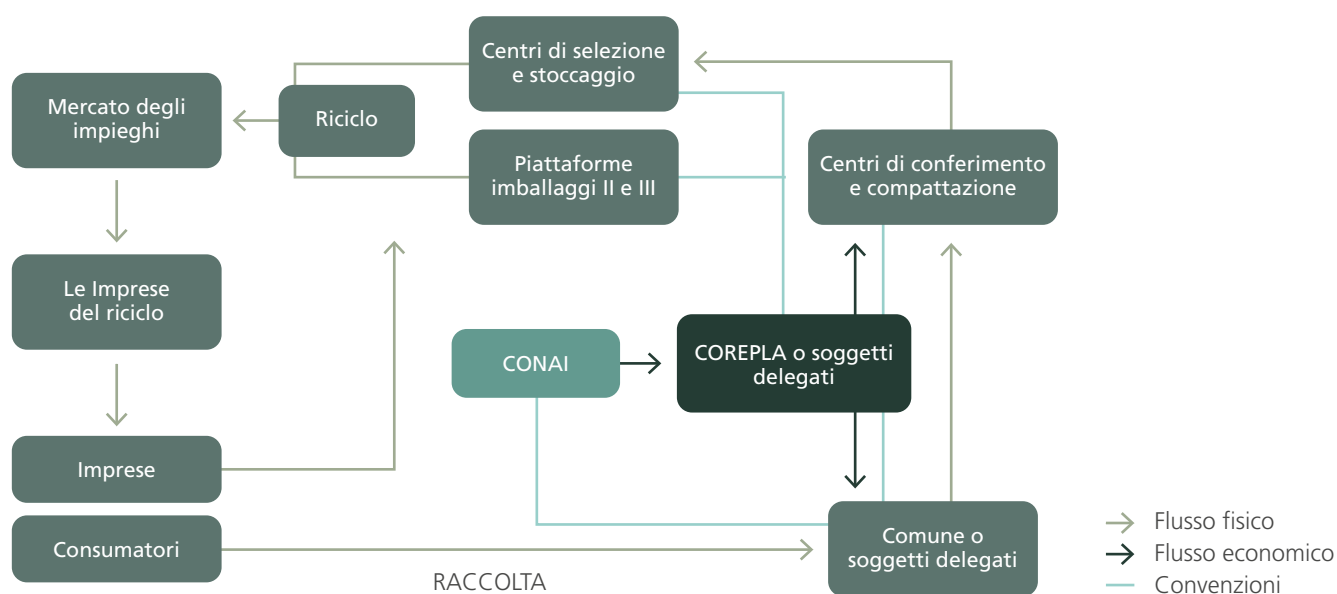 Centri di selezione
e stoccaggio
Mercato degli
impieghi
Riciclo
Piattaforme
imballaggi II e III
Centri di conferimento
e compattazione
Le Imprese
del riciclo
CONAI
COREPLA o soggetti
delegati
Imprese
Consumatori
RACCOLTA
Comune o
soggetti delegati
Flusso fisico
Flusso economico
Convenzioni